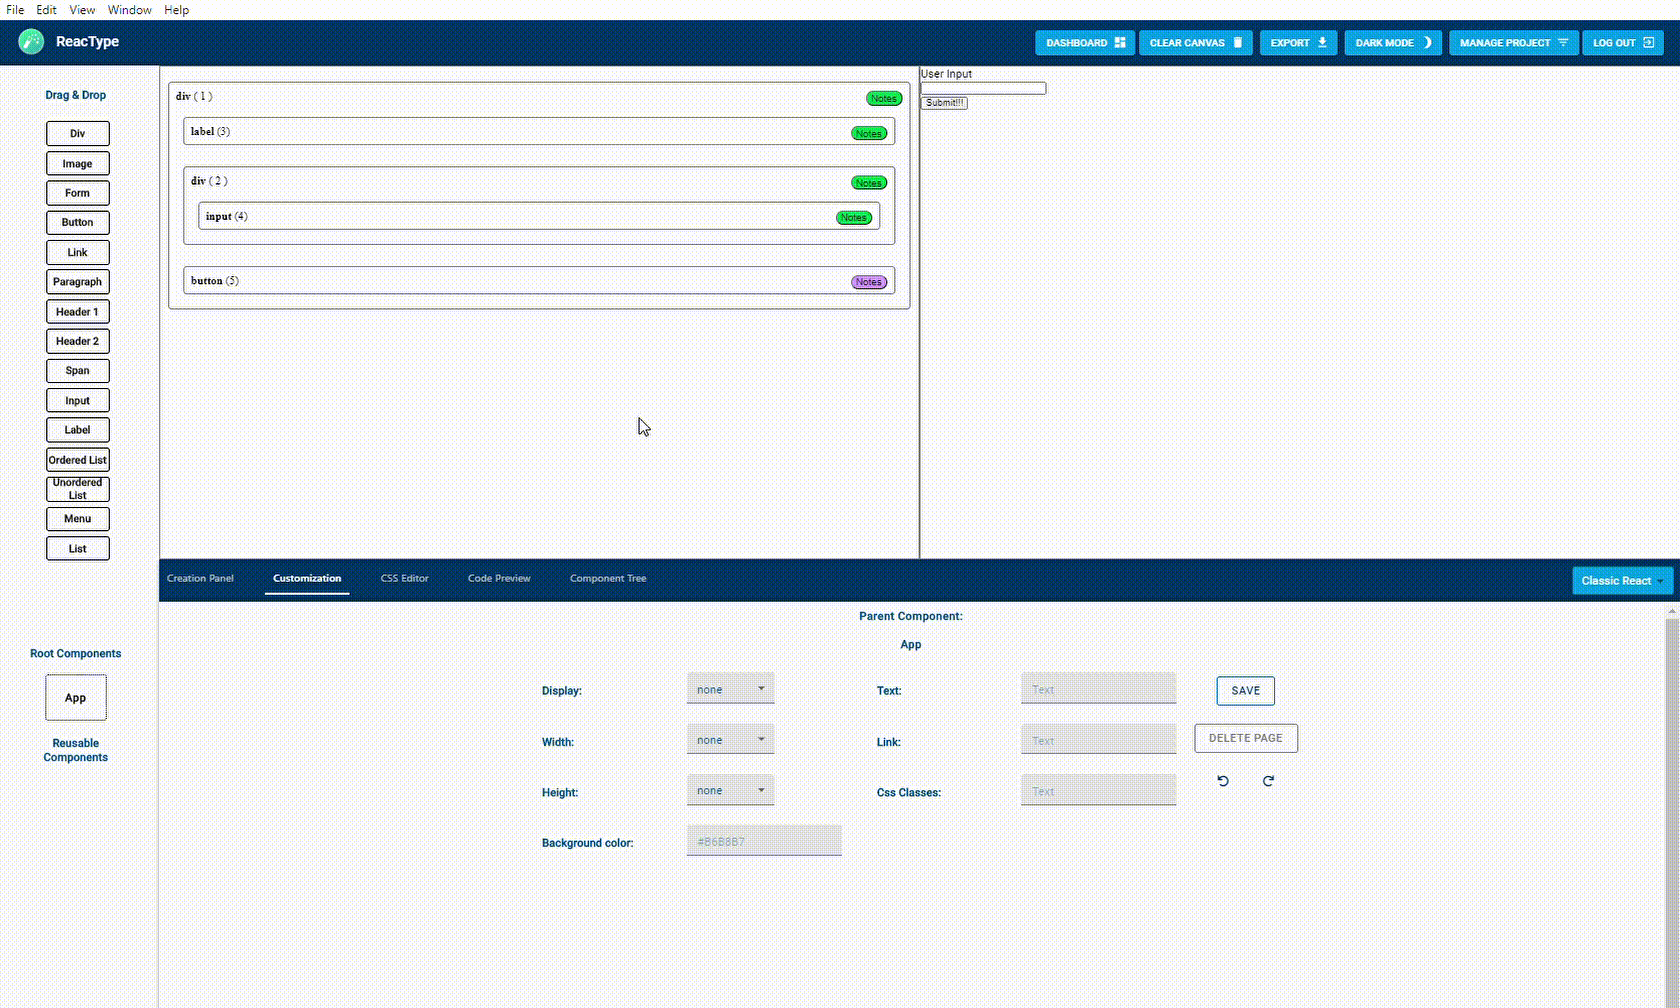 File Edit View Window Help
ReacType
DASHBOARD CLEAR CANVAS EXPORT DARK MODE MANAGE PROJECT LOG OUT
Drag & Drop
Div
Image
Form
Button
Link
Paragraph
Header 1
Header 2
Span
Input
Label
Ordered List
Unordered
List
Menu
List
Root Components
App
Reusable
Components
div ( 1 ) Notes
label (3) Notes
div ( 2 ) Notes
input (4) Notes
button (5) Notes
User Input
Submit!!!
Creation Panel Customization CSS Editor Code Preview Component Tree Classic React
Parent Component:
App
Display: none Text: Text SAVE
Width: none Link: Text DELETE PAGE
Height: none Css Classes: Text
Background color: #B6B8B7